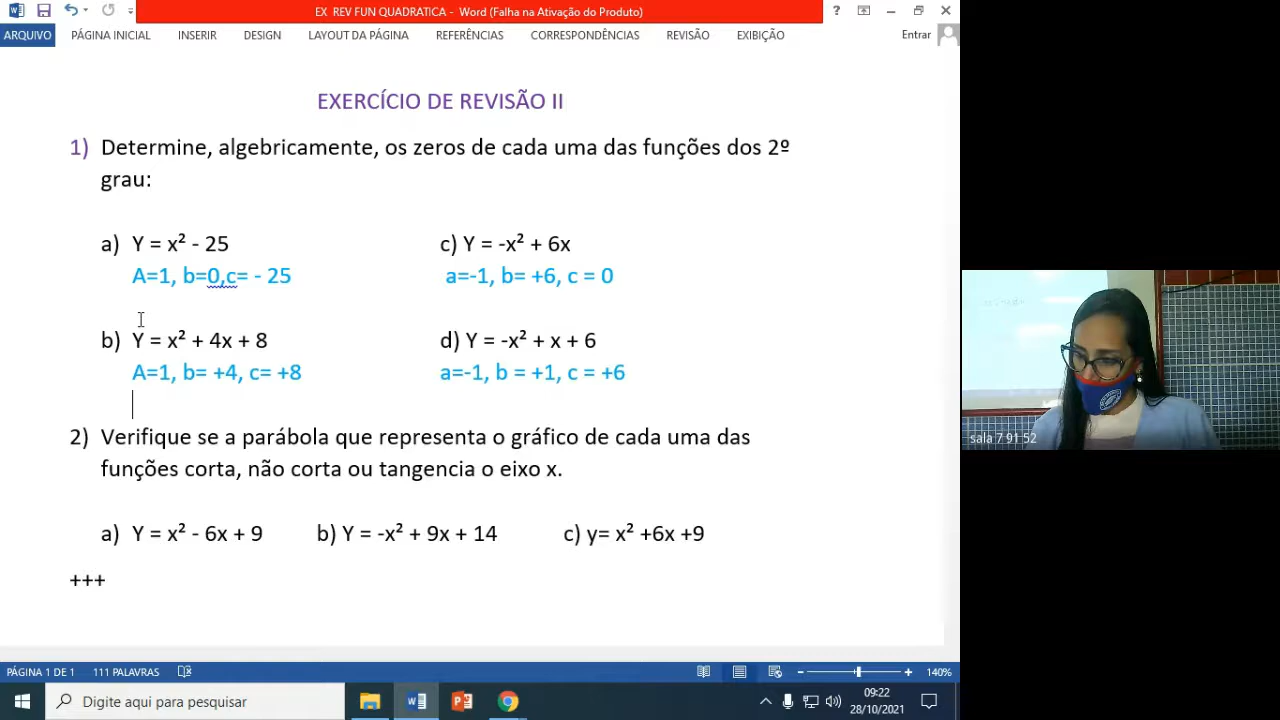 EX REV FUN QUADRATICA - Word (Falha na Ativação do Produto)
?
ARQUIVO PÁGINA INICIAL INSERIR DESIGN LAYOUT DA PÁGINA REFERÊNCIAS CORRESPONDÊNCIAS REVISÃO EXIBIÇÃO Entrar
EXERCÍCIO DE REVISÃO II
1) Determine, algebricamente, os zeros de cada uma das funções dos 2º
grau:
a) Y = x² - 25 c) Y = -x² + 6x
A=1, b=0,c= - 25 a=-1, b= +6, c = 0
b) Y = x² + 4x + 8 d) Y = -x² + x + 6
A=1, b= +4, c= +8 a=-1, b = +1, c = +6
2) Verifique se a parábola que representa o gráfico de cada uma das
funções corta, não corta ou tangencia o eixo x.
a) Y = x² - 6x + 9 b) Y = -x² + 9x + 14 c) y= x² +6x +9
+++
sala 7 91 52
PÁGINA 1 DE 1 111 PALAVRAS 140%
Digite aqui para pesquisar
09:22
28/10/2021